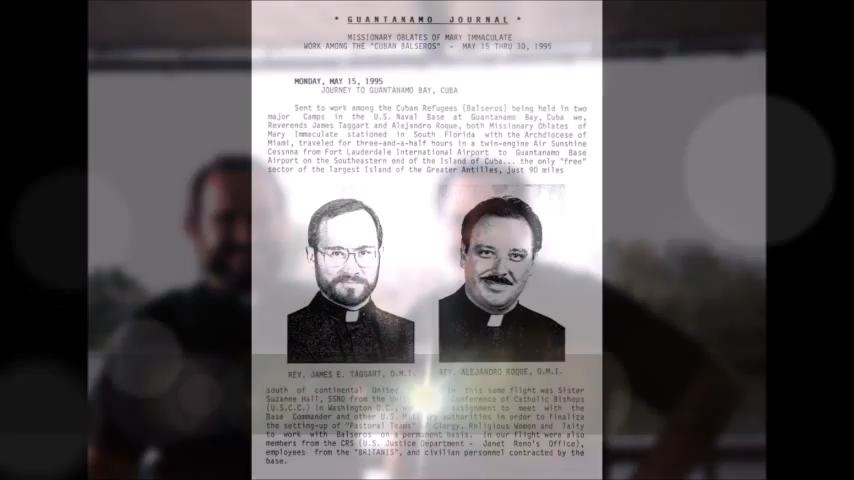 * GUANTANAMO JOURNAL *
MISSIONARY OBLATES OF MARY IMMACULATE
WORK AMONG THE "CUBAN BALSEROS" - MAY 15 THRU 30, 1995
MONDAY, MAY 15, 1995
JOURNEY TO GUANTANAMO BAY, CUBA
Sent to work among the Cuban Refugees (Balseros) being held in two
major Camps in the U.S. Naval Base at Guantanamo Bay, Cuba we,
Reverends James Taggart and Alejandro Roque, both Missionary Oblates of
Mary Immaculate stationed in South Florida with the Archdiocese of
Miami, traveled for three-and-a-half hours in a twin-engine Air Sunshine
Cessnna from Fort Lauderdale International Airport to Guantanamo Base
Airport on the Southeastern end of the Island of Cuba... the only "free"
sector of the largest Island of the Greater Antilles, just 90 miles
REV. JAMES E. TAGGART, O.M.I.
REV. ALEJANDRO ROQUE, O.M.I.
south of continental United in this same flight was Sister
Suzanne Hall, SSND from the Conference of Catholic Bishops
(U.S.C.C.) in Washington D.C., assignment to meet with the
Base Commander and other U.S. authorities in order to finalize
the setting-up of "Pastoral Teams" Clergy, Religious Women and laity
to work with Balseros on a permanent basis. In our flight were also
members from the CRS (U.S. Justice Department - Janet Reno's Office),
employees from the "BRITANIS", and civilian personnel contracted by the
base.